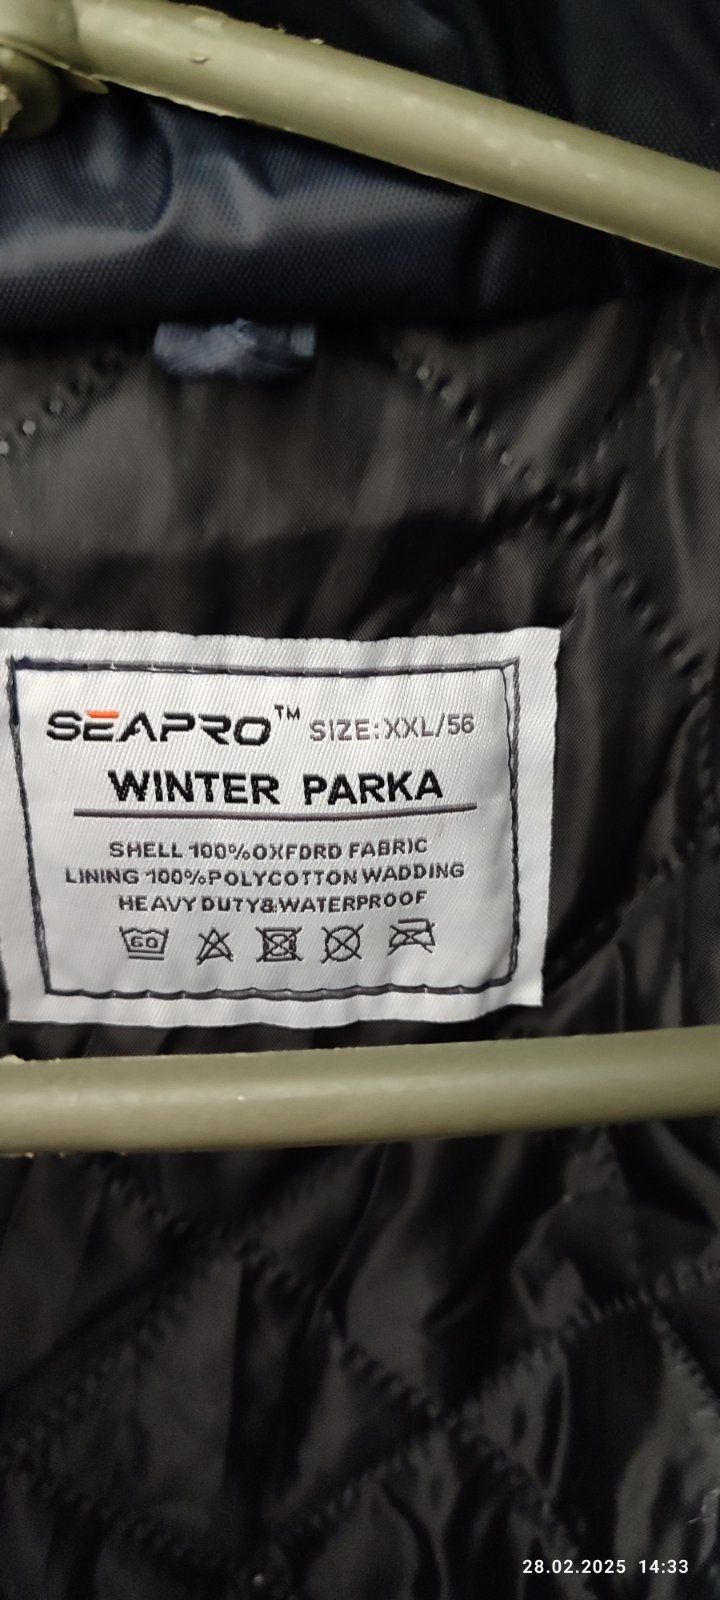 SEAPRO™ SIZE:XXL/56
WINTER PARKA
SHELL 100%OXFORD FABRIC
LINING 100%POLYCOTTON WADDING
HEAVY DUTY&WATERPROOF
60
28.02.2025 14:33